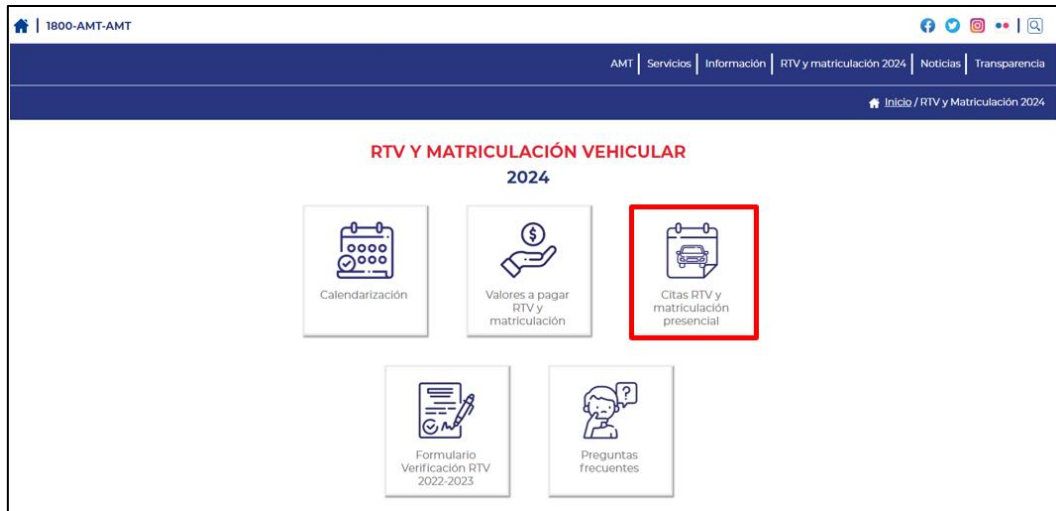 1800-AMT-AMT
AMT | Servicios | Información | RTV y matriculación 2024 | Noticias | Transparencia
Inicio / RTV y Matriculación 2024
RTV Y MATRICULACIÓN VEHICULAR
2024
Calendarización
Valores a pagar
RTV y
matriculación
Citas RTV y
matriculación
presencial
Formulario
Verificación RTV
2022-2023
Preguntas
frecuentes